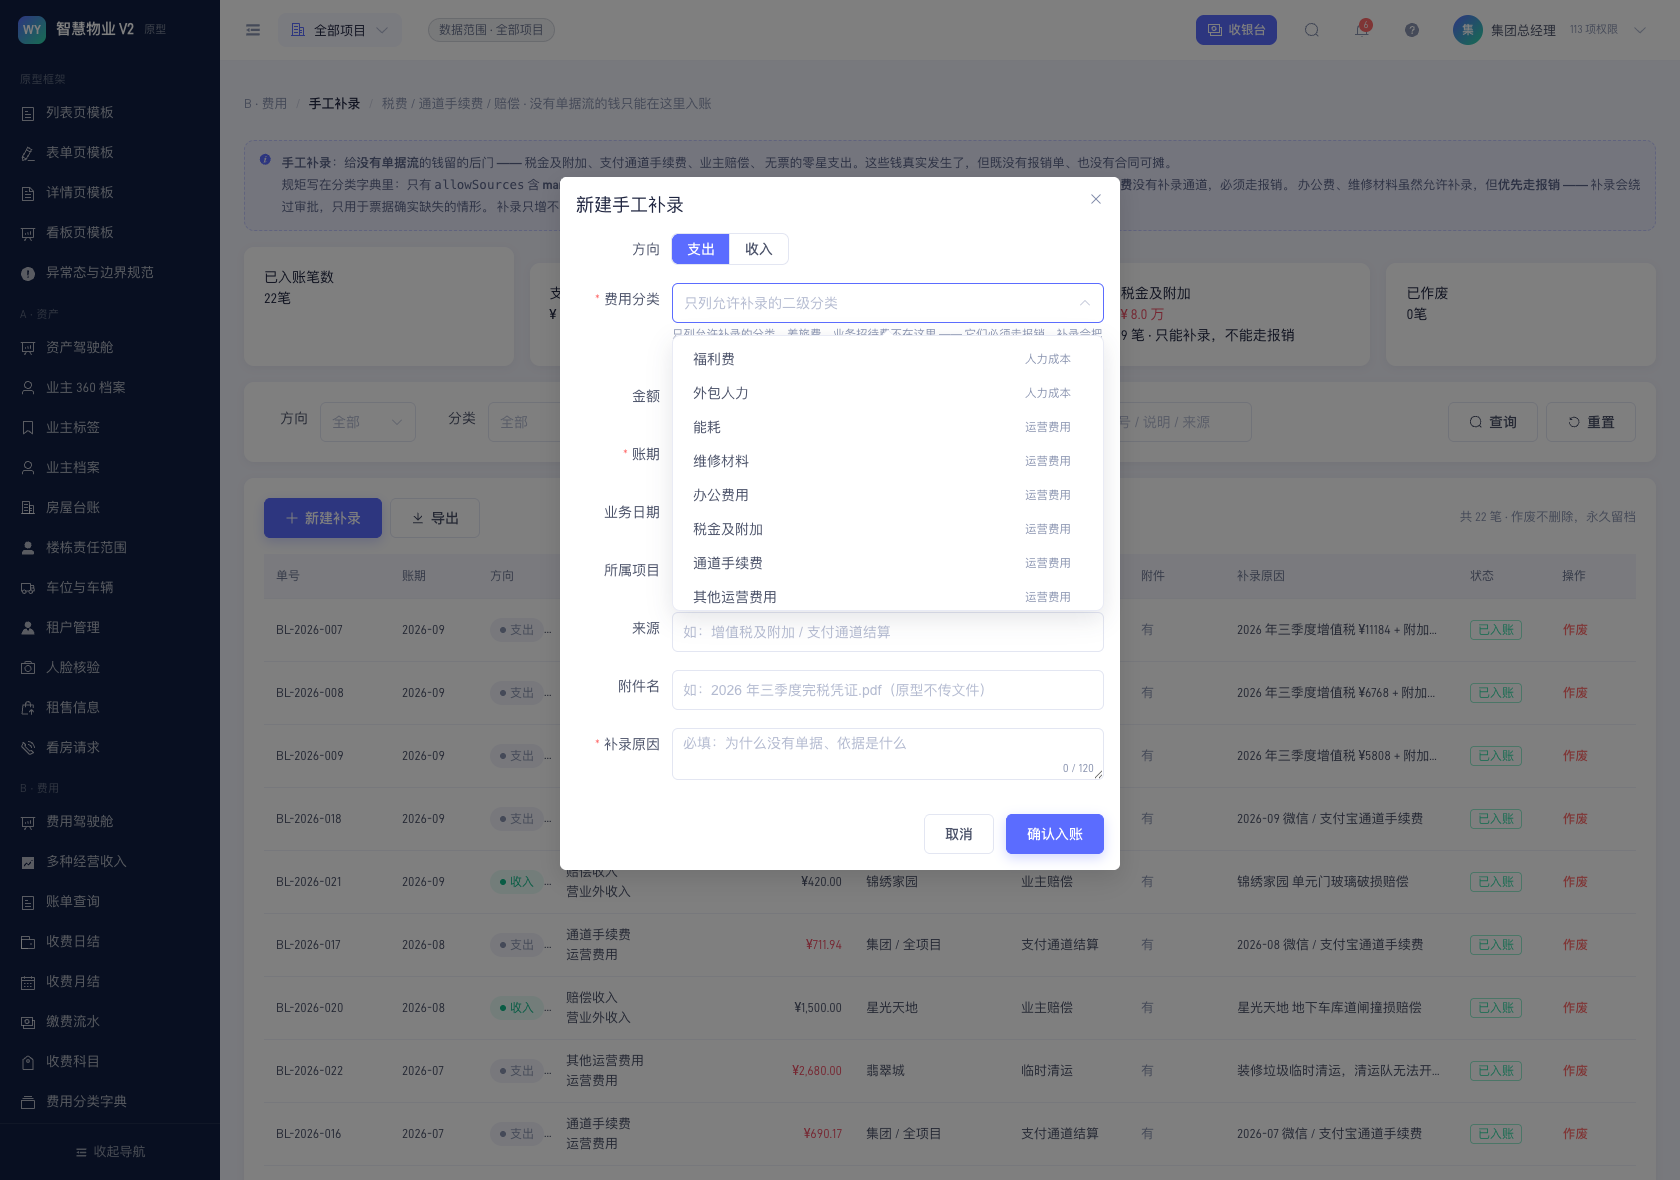 WY 智慧物业 V2 原型
原型框架
列表页模板
表单页模板
详情页模板
看板页模板
异常态与边界规范
A · 资产
资产驾驶舱
业主 360 档案
业主标签
业主档案
房屋台账
楼栋责任范围
车位与车辆
租户管理
人脸核验
租售信息
看房请求
B · 费用
费用驾驶舱
多种经营收入
账单查询
收费日结
收费月结
缴费流水
收费科目
费用分类字典
收起导航
全部项目
数据范围 · 全部项目
收银台
6
集 集团总经理 113 项权限
B · 费用 / 手工补录 / 税费 / 通道手续费 / 赔偿 · 没有单据流的钱只能在这里入账
手工补录：给没有单据流的钱留的后门 —— 税金及附加、支付通道手续费、业主赔偿、无票的零星支出。这些钱真实发生了，但既没有报销单、也没有合同可摊。
规矩写在分类字典里：只有 allowSources 含 ma
费没有补录通道，必须走报销。 办公费、维修材料虽然允许补录，但优先走报销 —— 补录会绕
过审批，只用于票据确实缺失的情形。 补录只增不
已入账笔数
22笔
支
¥
税金及附加
¥ 8.0 万
9 笔 · 只能补录，不能走报销
已作废
0笔
方向 全部
分类 全部
号 / 说明 / 来源
查询
重置
新建补录
导出
共 22 笔 · 作废不删除，永久留档
单号 账期 方向 附件 补录原因 状态 操作
BL-2026-007 2026-09 支出 ... 有 2026 年三季度增值税 ¥11184 + 附加... 已入账 作废
BL-2026-008 2026-09 支出 ... 有 2026 年三季度增值税 ¥6768 + 附加... 已入账 作废
BL-2026-009 2026-09 支出 ... 有 2026 年三季度增值税 ¥5808 + 附加... 已入账 作废
BL-2026-018 2026-09 支出 ... 有 2026-09 微信 / 支付宝通道手续费 已入账 作废
BL-2026-021 2026-09 收入 ... 赔偿收入 营业外收入 ¥420.00 锦绣家园 业主赔偿 有 锦绣家园 单元门玻璃破损赔偿 已入账 作废
BL-2026-017 2026-08 支出 ... 通道手续费 运营费用 ¥711.94 集团 / 全项目 支付通道结算 有 2026-08 微信 / 支付宝通道手续费 已入账 作废
BL-2026-020 2026-08 收入 ... 赔偿收入 营业外收入 ¥1,500.00 星光天地 业主赔偿 有 星光天地 地下车库道闸撞损赔偿 已入账 作废
BL-2026-022 2026-07 支出 ... 其他运营费用 运营费用 ¥2,680.00 翡翠城 临时清运 有 装修垃圾临时清运，清运队无法开... 已入账 作废
BL-2026-016 2026-07 支出 ... 通道手续费 运营费用 ¥690.17 集团 / 全项目 支付通道结算 有 2026-07 微信 / 支付宝通道手续费 已入账 作废
新建手工补录
方向 支出 收入
* 费用分类 只列允许补录的二级分类
只列允许补录的分类。差旅费、业务招待费不在这里 —— 它们必须走报销，补录会把
福利费 人力成本
外包人力 人力成本
能耗 运营费用
维修材料 运营费用
办公费用 运营费用
税金及附加 运营费用
通道手续费 运营费用
其他运营费用 运营费用
金额
* 账期
业务日期
所属项目
来源 如：增值税及附加 / 支付通道结算
附件名 如：2026 年三季度完税凭证.pdf（原型不传文件）
* 补录原因 必填：为什么没有单据、依据是什么
0 / 120
取消 确认入账